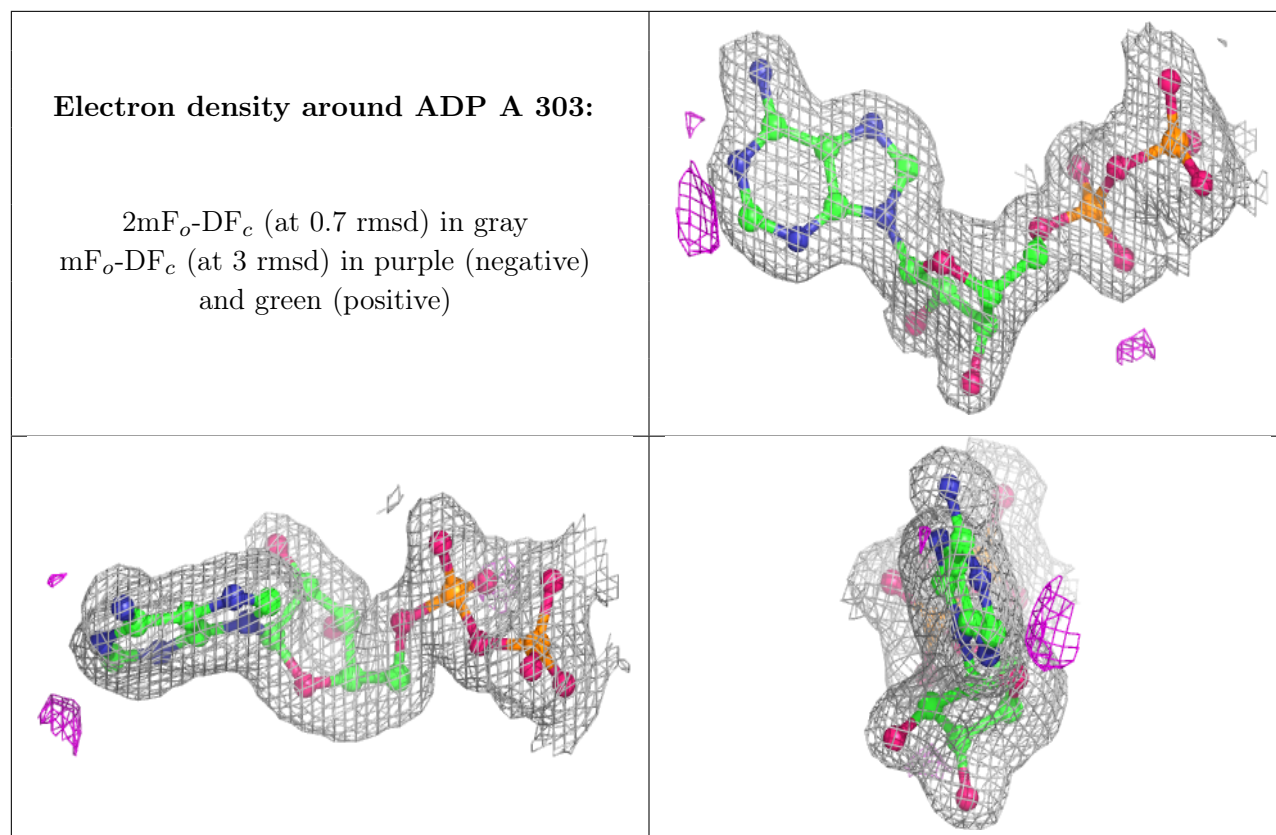 Electron density around ADP A 303:
2mFₒ-DF𝒸 (at 0.7 rmsd) in gray
mFₒ-DF𝒸 (at 3 rmsd) in purple (negative)
and green (positive)